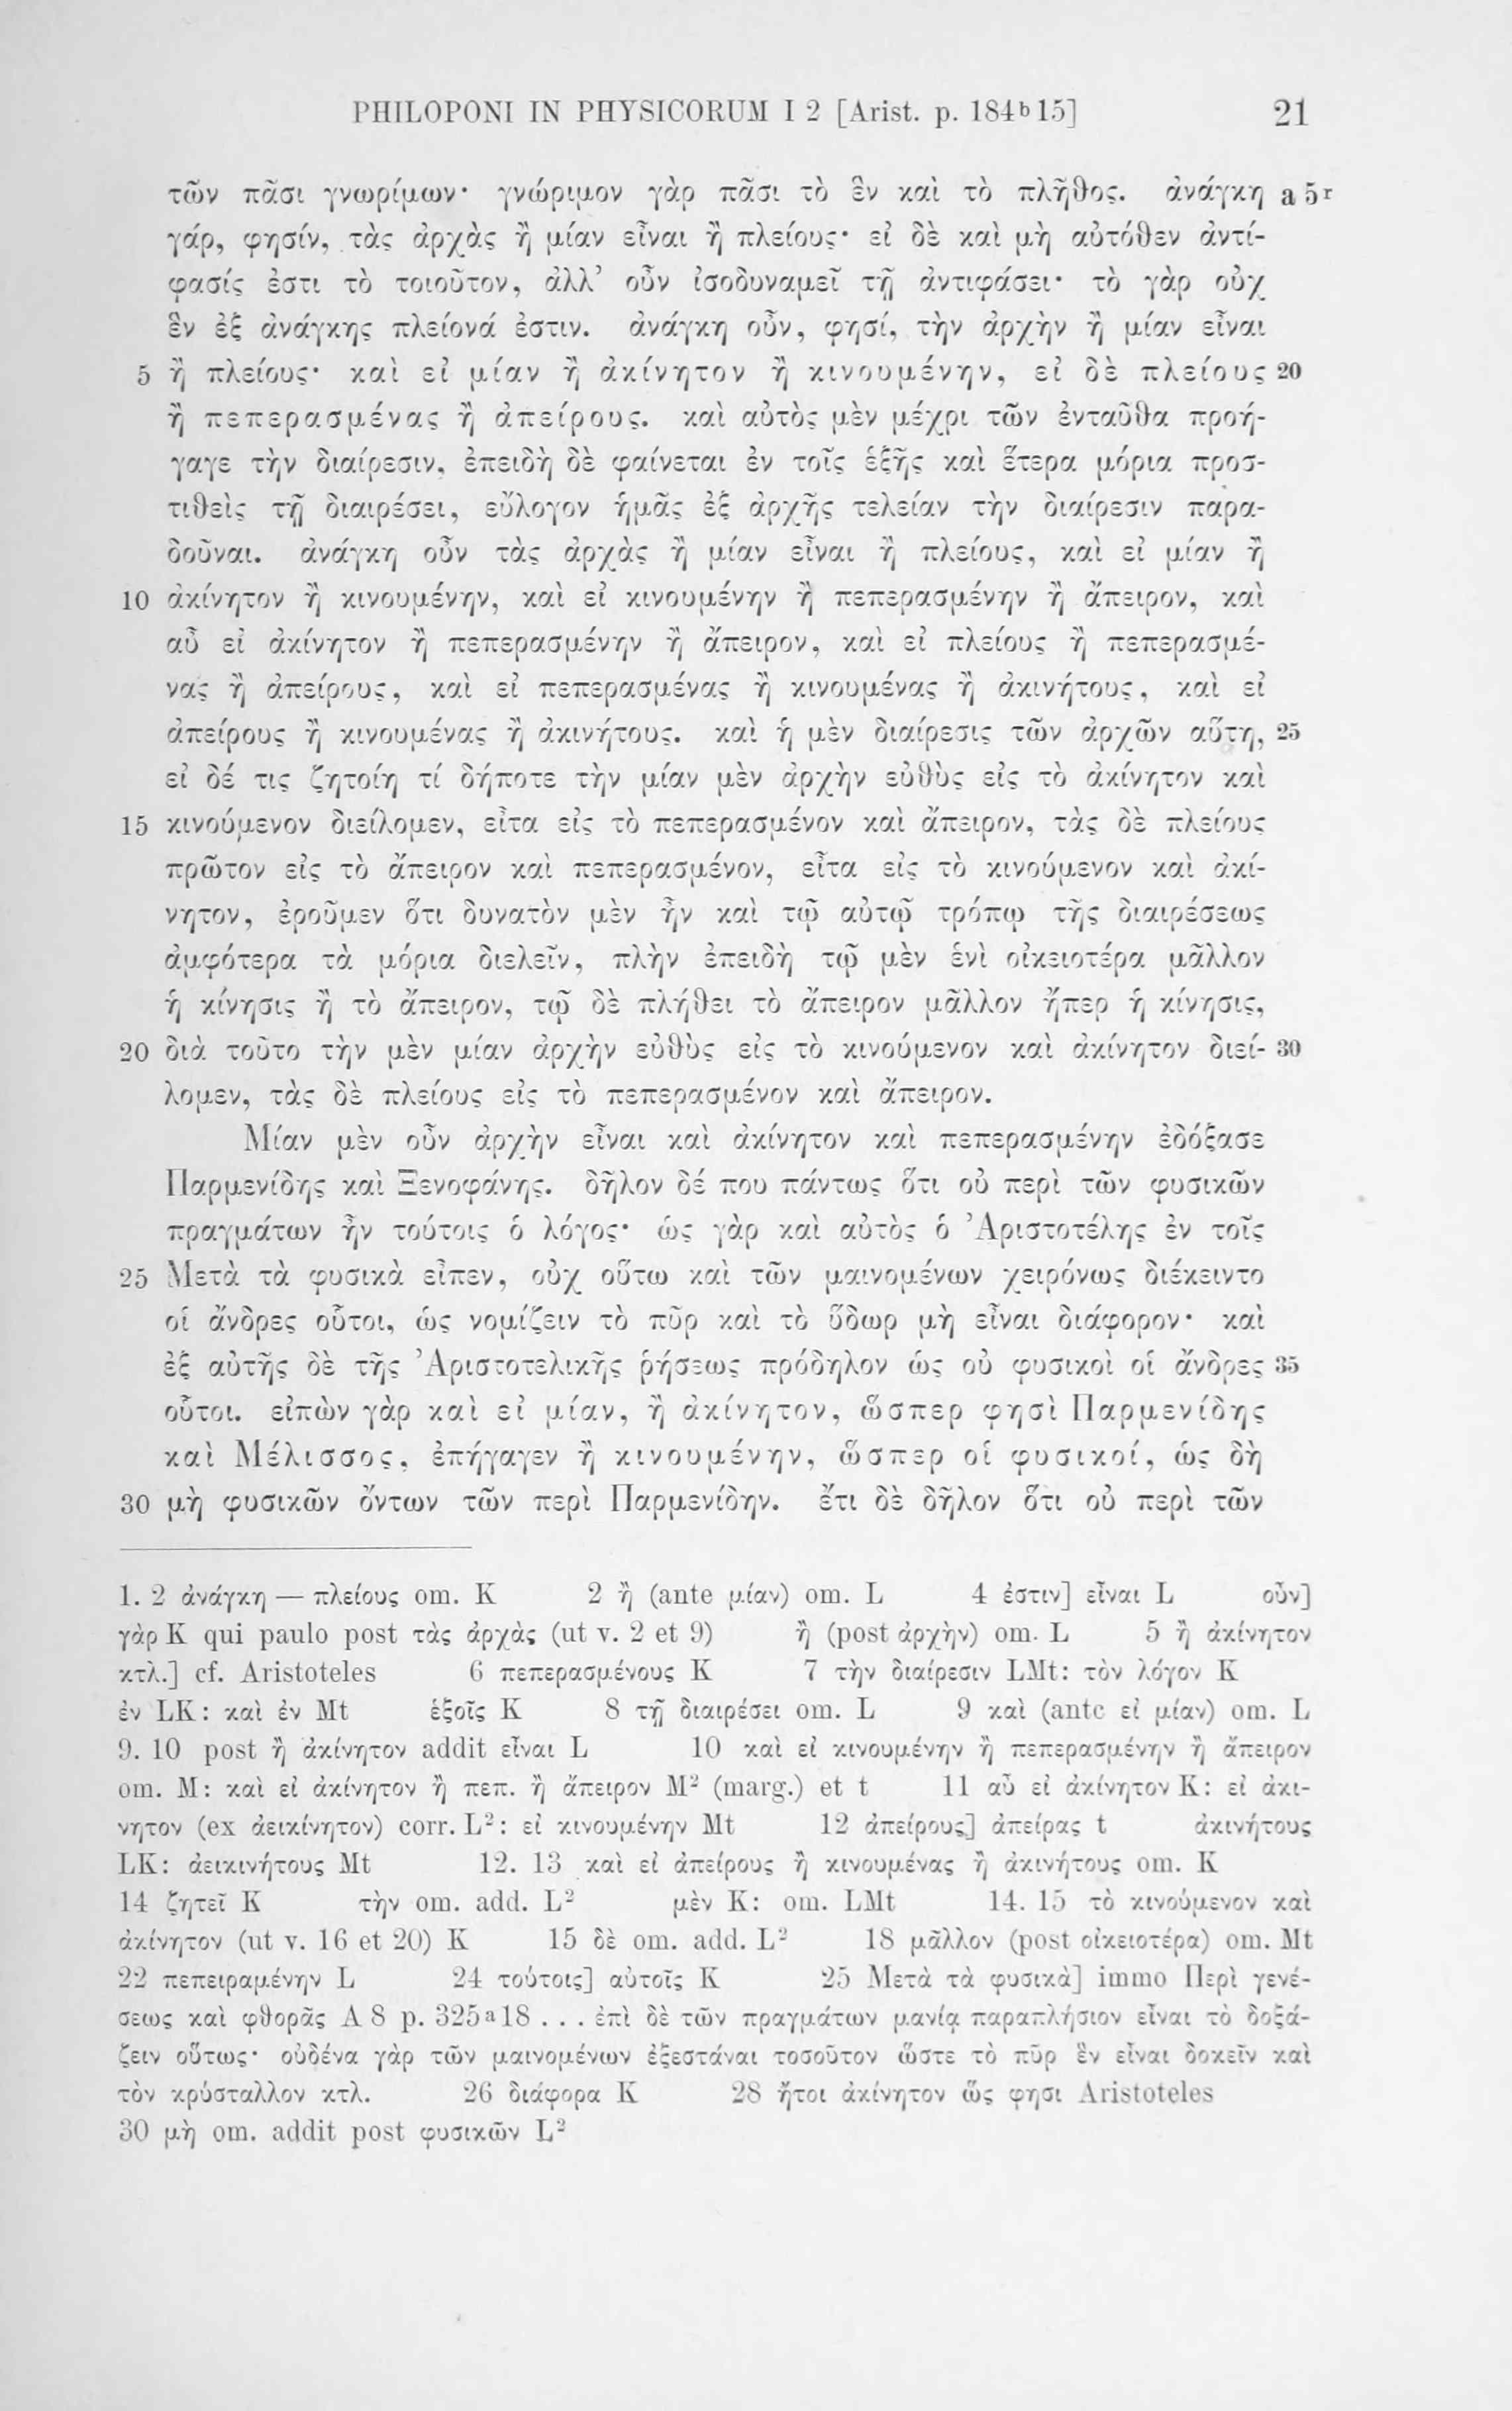 PHILOPONI IN PHYSICORUM I 2 [Arist. p. 184ᵇ15] 21
τῶν πᾶσι γνωρίμων· γνώριμον γὰρ πᾶσι τὸ ἓν καὶ τὸ πλῆθος. ἀνάγκη a 5ʳ
γάρ, φησίν, τὰς ἀρχὰς ἢ μίαν εἶναι ἢ πλείους· εἰ δὲ καὶ μὴ αὐτόθεν ἀντί-
φασίς ἐστι τὸ τοιοῦτον, ἀλλ’ οὖν ἰσοδυναμεῖ τῇ ἀντιφάσει· τὸ γὰρ οὐχ
ἓν ἐξ ἀνάγκης πλείονά ἐστιν. ἀνάγκη οὖν, φησί, τὴν ἀρχὴν ἢ μίαν εἶναι
5 ἢ πλείους· καὶ εἰ μίαν ἢ ἀκίνητον ἢ κινουμένην, εἰ δὲ πλείους 20
ἢ πεπερασμένας ἢ ἀπείρους. καὶ αὐτὸς μὲν μέχρι τῶν ἐνταῦθα προή-
γαγε τὴν διαίρεσιν, ἐπειδὴ δὲ φαίνεται ἐν τοῖς ἑξῆς καὶ ἕτερα μόρια προσ-
τιθεὶς τῇ διαιρέσει, εὔλογον ἡμᾶς ἐξ ἀρχῆς τελείαν τὴν διαίρεσιν παρα-
δοῦναι. ἀνάγκη οὖν τὰς ἀρχὰς ἢ μίαν εἶναι ἢ πλείους, καὶ εἰ μίαν ἢ
10 ἀκίνητον ἢ κινουμένην, καὶ εἰ κινουμένην ἢ πεπερασμένην ἢ ἄπειρον, καὶ
αὖ εἰ ἀκίνητον ἢ πεπερασμένην ἢ ἄπειρον, καὶ εἰ πλείους ἢ πεπερασμέ-
νας ἢ ἀπείρους, καὶ εἰ πεπερασμένας ἢ κινουμένας ἢ ἀκινήτους, καὶ εἰ
ἀπείρους ἢ κινουμένας ἢ ἀκινήτους. καὶ ἡ μὲν διαίρεσις τῶν ἀρχῶν αὕτη, 25
εἰ δέ τις ζητοίη τί δήποτε τὴν μίαν μὲν ἀρχὴν εὐθὺς εἰς τὸ ἀκίνητον καὶ
15 κινούμενον διείλομεν, εἶτα εἰς τὸ πεπερασμένον καὶ ἄπειρον, τὰς δὲ πλείους
πρῶτον εἰς τὸ ἄπειρον καὶ πεπερασμένον, εἶτα εἰς τὸ κινούμενον καὶ ἀκί-
νητον, ἐροῦμεν ὅτι δυνατὸν μὲν ἦν καὶ τῷ αὐτῷ τρόπῳ τῆς διαιρέσεως
ἀμφότερα τὰ μόρια διελεῖν, πλὴν ἐπειδὴ τῷ μὲν ἑνὶ οἰκειοτέρα μᾶλλον
ἡ κίνησις ἢ τὸ ἄπειρον, τῷ δὲ πλήθει τὸ ἄπειρον μᾶλλον ἤπερ ἡ κίνησις,
20 διὰ τοῦτο τὴν μὲν μίαν ἀρχὴν εὐθὺς εἰς τὸ κινούμενον καὶ ἀκίνητον διεί- 30
λομεν, τὰς δὲ πλείους εἰς τὸ πεπερασμένον καὶ ἄπειρον.
Μίαν μὲν οὖν ἀρχὴν εἶναι καὶ ἀκίνητον καὶ πεπερασμένην ἐδόξασε
Παρμενίδης καὶ Ξενοφάνης. δῆλον δέ που πάντως ὅτι οὐ περὶ τῶν φυσικῶν
πραγμάτων ἦν τούτοις ὁ λόγος· ὡς γὰρ καὶ αὐτὸς ὁ Ἀριστοτέλης ἐν τοῖς
25 Μετὰ τὰ φυσικὰ εἶπεν, οὐχ οὕτω καὶ τῶν μαινομένων χειρόνως διέκειντο
οἱ ἄνδρες οὗτοι, ὡς νομίζειν τὸ πῦρ καὶ τὸ ὕδωρ μὴ εἶναι διάφορον· καὶ
ἐξ αὐτῆς δὲ τῆς Ἀριστοτελικῆς ῥήσεως πρόδηλον ὡς οὐ φυσικοὶ οἱ ἄνδρες 35
οὗτοι. εἰπὼν γὰρ καὶ εἰ μίαν, ἢ ἀκίνητον, ὥσπερ φησὶ Παρμενίδης
καὶ Μέλισσος, ἐπήγαγεν ἢ κινουμένην, ὥσπερ οἱ φυσικοί, ὡς δὴ
30 μὴ φυσικῶν ὄντων τῶν περὶ Παρμενίδην. ἔτι δὲ δῆλον ὅτι οὐ περὶ τῶν
1. 2 ἀνάγκη — πλείους om. K 2 ἢ (ante μίαν) om. L 4 ἐστιν] εἶναι L οὖν]
γὰρ K qui paulo post τὰς ἀρχὰς (ut v. 2 et 9) ἢ (post ἀρχὴν) om. L 5 ἢ ἀκίνητον
κτλ.] cf. Aristoteles 6 πεπερασμένους K 7 τὴν διαίρεσιν LMt: τὸν λόγον K
ἐν LK: καὶ ἐν Mt ἑξοῖς K 8 τῇ διαιρέσει om. L 9 καὶ (ante εἰ μίαν) om. L
9. 10 post ἢ ἀκίνητον addit εἶναι L 10 καὶ εἰ κινουμένην ἢ πεπερασμένην ἢ ἄπειρον
om. M: καὶ εἰ ἀκίνητον ἢ πεπ. ἢ ἄπειρον M² (marg.) et t 11 αὖ εἰ ἀκίνητον K: εἰ ἀκι-
νητον (ex ἀεικίνητον) corr. L²: εἰ κινουμένην Mt 12 ἀπείρους] ἀπείρας t ἀκινήτους
LK: ἀεικινήτους Mt 12. 13 καὶ εἰ ἀπείρους ἢ κινουμένας ἢ ἀκινήτους om. K
14 ζητεῖ K τὴν om. add. L² μὲν K: om. LMt 14. 15 τὸ κινούμενον καὶ
ἀκίνητον (ut v. 16 et 20) K 15 δὲ om. add. L² 18 μᾶλλον (post οἰκειοτέρα) om. Mt
22 πεπειραμένην L 24 τούτοις] αὐτοῖς K 25 Μετὰ τὰ φυσικὰ] immo Περὶ γενέ-
σεως καὶ φθορᾶς A 8 p. 325ᵃ18 . . . ἐπὶ δὲ τῶν πραγμάτων μανίᾳ παραπλήσιον εἶναι τὸ δοξά-
ζειν οὕτως· οὐδένα γὰρ τῶν μαινομένων ἐξεστάναι τοσοῦτον ὥστε τὸ πῦρ ἓν εἶναι δοκεῖν καὶ
τὸν κρύσταλλον κτλ. 26 διάφορα K 28 ἤτοι ἀκίνητον ὥς φησι Aristoteles
30 μὴ om. addit post φυσικῶν L²